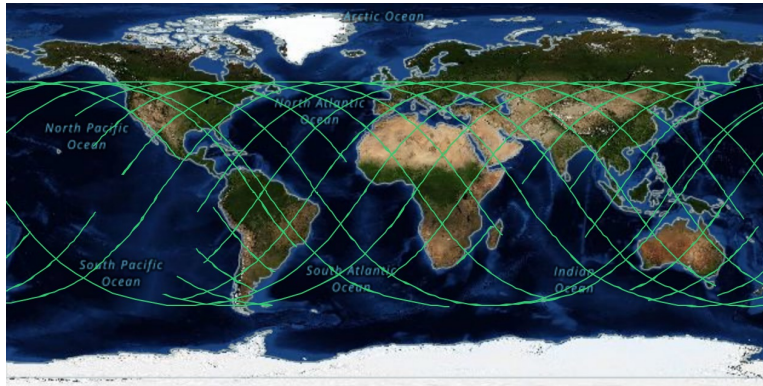 Arctic Ocean
North Atlantic
Ocean
North Pacific
Ocean
South Pacific
Ocean
South Atlantic
Ocean
Indian
Ocean